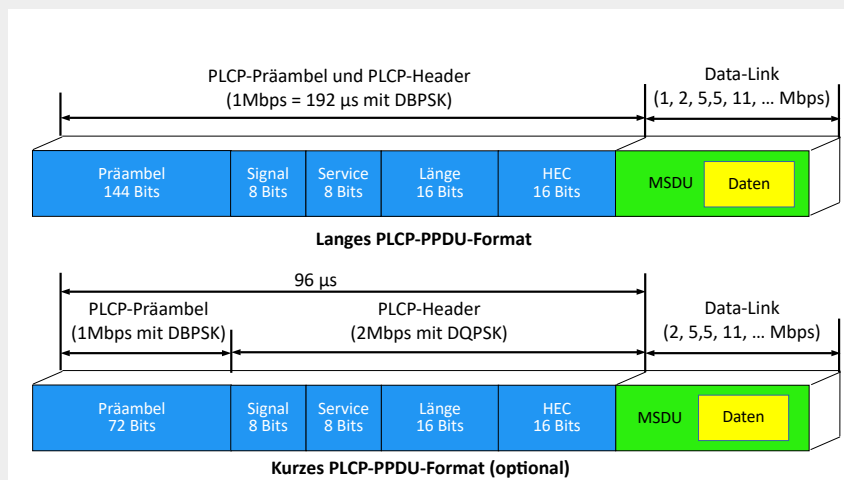 PLCP-Präambel und PLCP-Header
(1Mbps = 192 µs mit DBPSK)
Data-Link
(1, 2, 5,5, 11, ... Mbps)
Präambel
144 Bits
Signal
8 Bits
Service
8 Bits
Länge
16 Bits
HEC
16 Bits
MSDU
Daten
Langes PLCP-PPDU-Format
96 µs
PLCP-Präambel
(1Mbps mit DBPSK)
PLCP-Header
(2Mbps mit DQPSK)
Data-Link
(2, 5,5, 11, ... Mbps)
Präambel
72 Bits
Signal
8 Bits
Service
8 Bits
Länge
16 Bits
HEC
16 Bits
MSDU
Daten
Kurzes PLCP-PPDU-Format (optional)